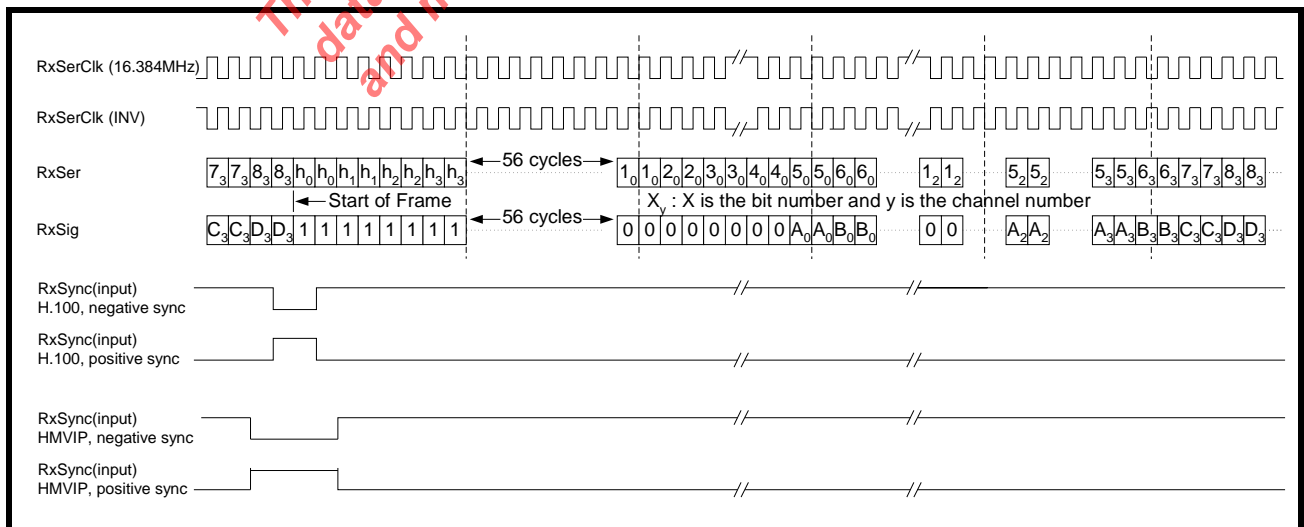 Th
data
and n
RxSerClk (16.384MHz)
RxSerClk (INV)
RxSer
7₃ 7₃ 8₃ 8₃ h₀ h₀ h₁ h₁ h₂ h₂ h₃ h₃ 56 cycles 1₀ 1₀ 2₀ 2₀ 3₀ 3₀ 4₀ 4₀ 5₀ 5₀ 6₀ 6₀ 1₂ 1₂ 5₂ 5₂ 5₃ 5₃ 6₃ 6₃ 7₃ 7₃ 8₃ 8₃
Start of Frame
Xy : X is the bit number and y is the channel number
RxSig
C₃ C₃ D₃ D₃ 1 1 1 1 1 1 1 1 56 cycles 0 0 0 0 0 0 0 0 A₀ A₀ B₀ B₀ 0 0 A₂ A₂ A₃ A₃ B₃ B₃ C₃ C₃ D₃ D₃
RxSync(input)
H.100, negative sync
RxSync(input)
H.100, positive sync
RxSync(input)
HMVIP, negative sync
RxSync(input)
HMVIP, positive sync